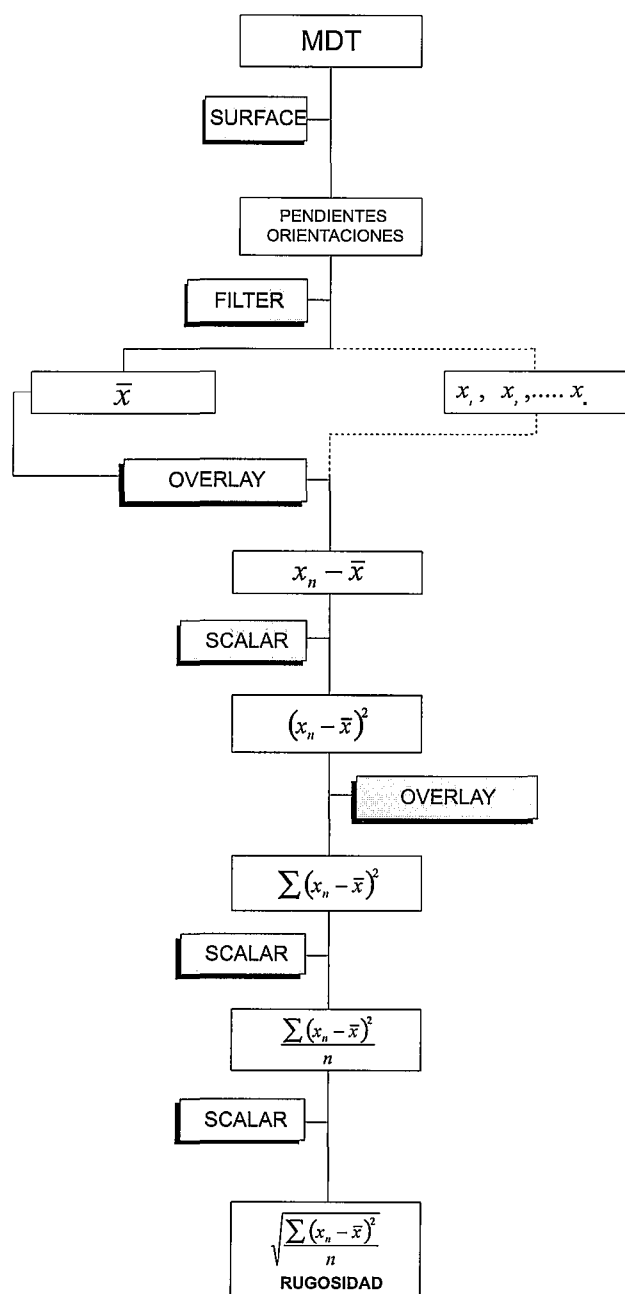 MDT
SURFACE
PENDIENTES
ORIENTACIONES
FILTER
x̄
x , x , ..... x
OVERLAY
xₙ − x̄
SCALAR
(xₙ − x̄)²
OVERLAY
∑(xₙ − x̄)²
SCALAR
∑(xₙ − x̄)²
n
SCALAR
√∑(xₙ − x̄)²
n
RUGOSIDAD